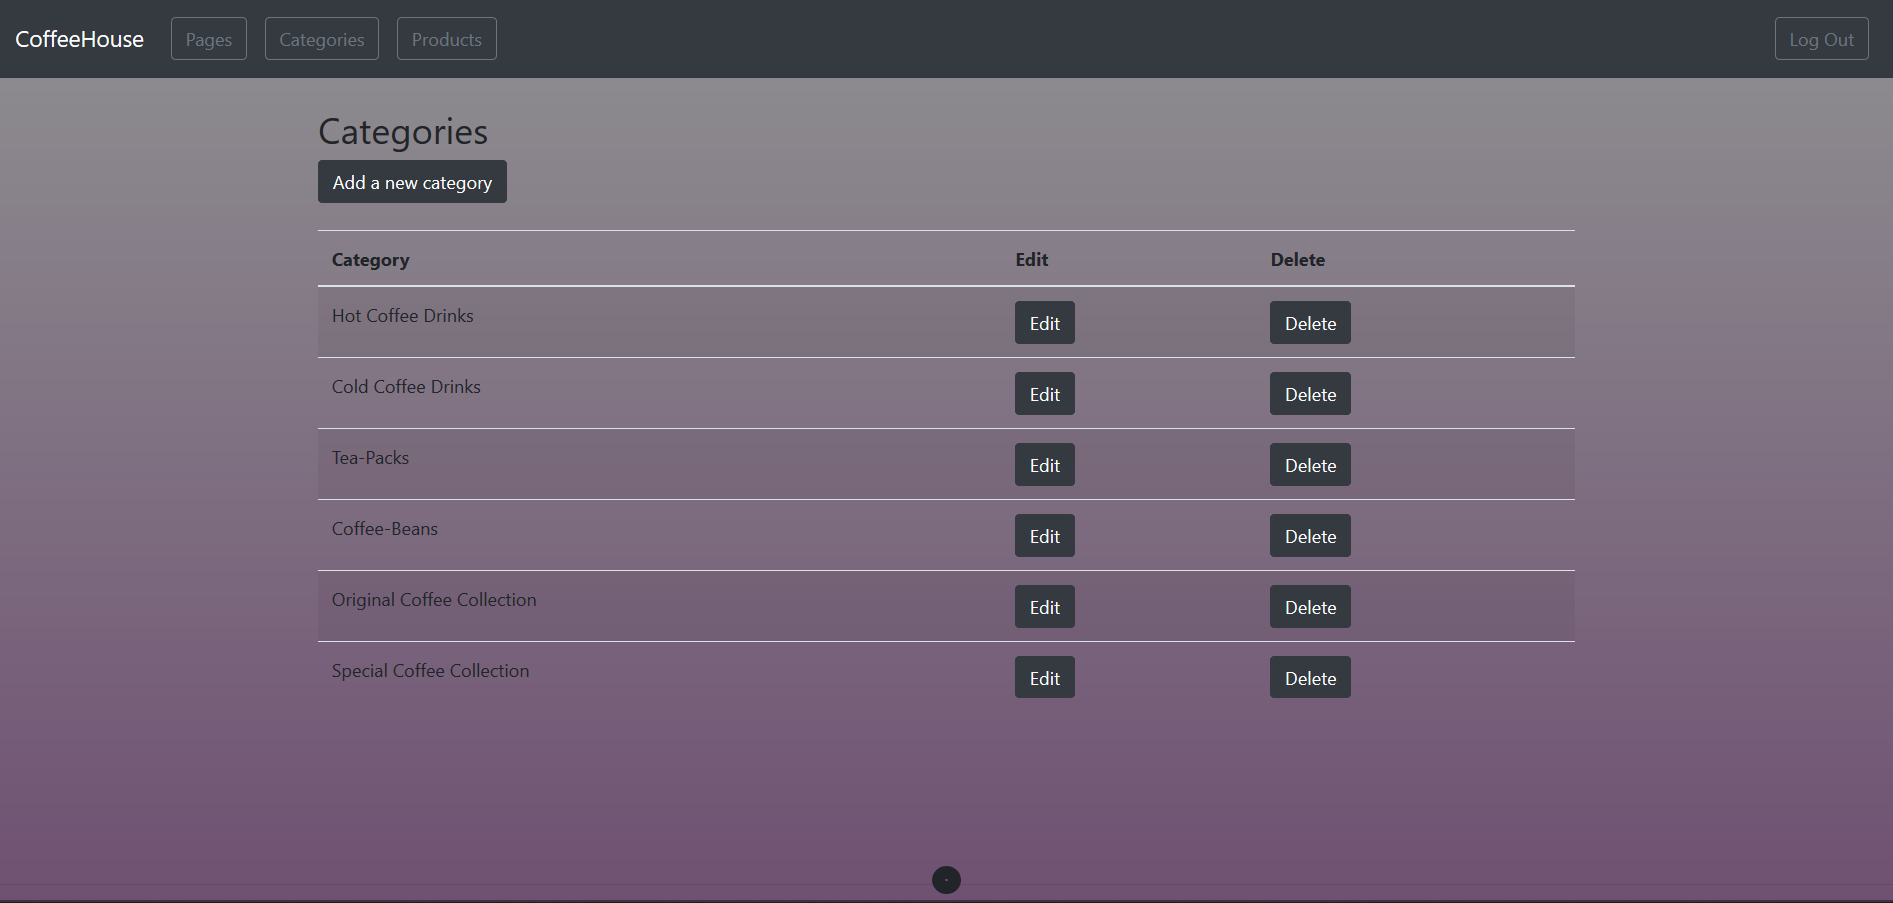 CoffeeHouse Pages Categories Products Log Out
Categories
Add a new category
Category Edit Delete
Hot Coffee Drinks Edit Delete
Cold Coffee Drinks Edit Delete
Tea-Packs Edit Delete
Coffee-Beans Edit Delete
Original Coffee Collection Edit Delete
Special Coffee Collection Edit Delete